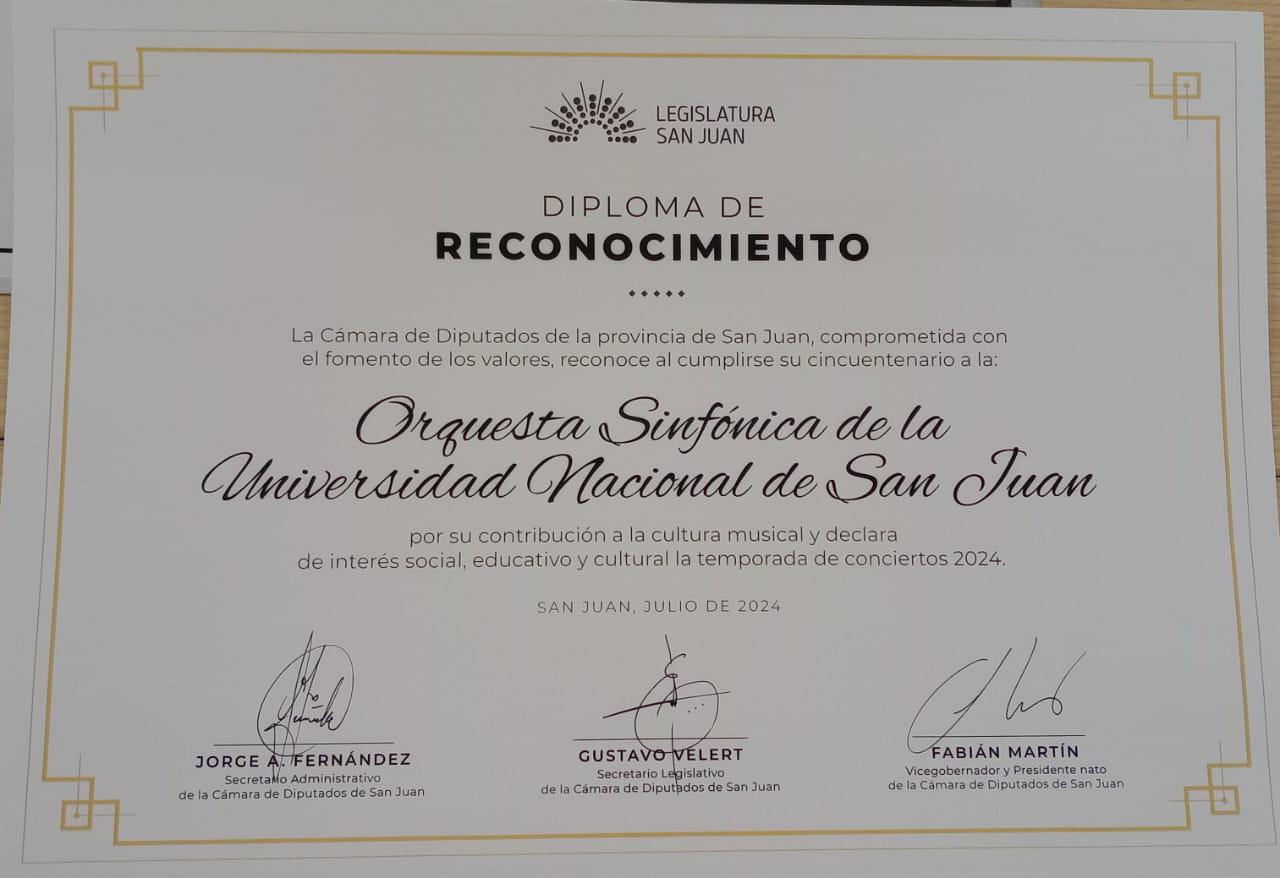 LEGISLATURA
SAN JUAN
DIPLOMA DE
RECONOCIMIENTO
La Cámara de Diputados de la provincia de San Juan, comprometida con
el fomento de los valores, reconoce al cumplirse su cincuentenario a la:
Orquesta Sinfónica de la
Universidad Nacional de San Juan
por su contribución a la cultura musical y declara
de interés social, educativo y cultural la temporada de conciertos 2024.
SAN JUAN, JULIO DE 2024
JORGE A. FERNÁNDEZ
Secretario Administrativo
de la Cámara de Diputados de San Juan
GUSTAVO VELERT
Secretario Legislativo
de la Cámara de Diputados de San Juan
FABIÁN MARTÍN
Vicegobernador y Presidente nato
de la Cámara de Diputados de San Juan